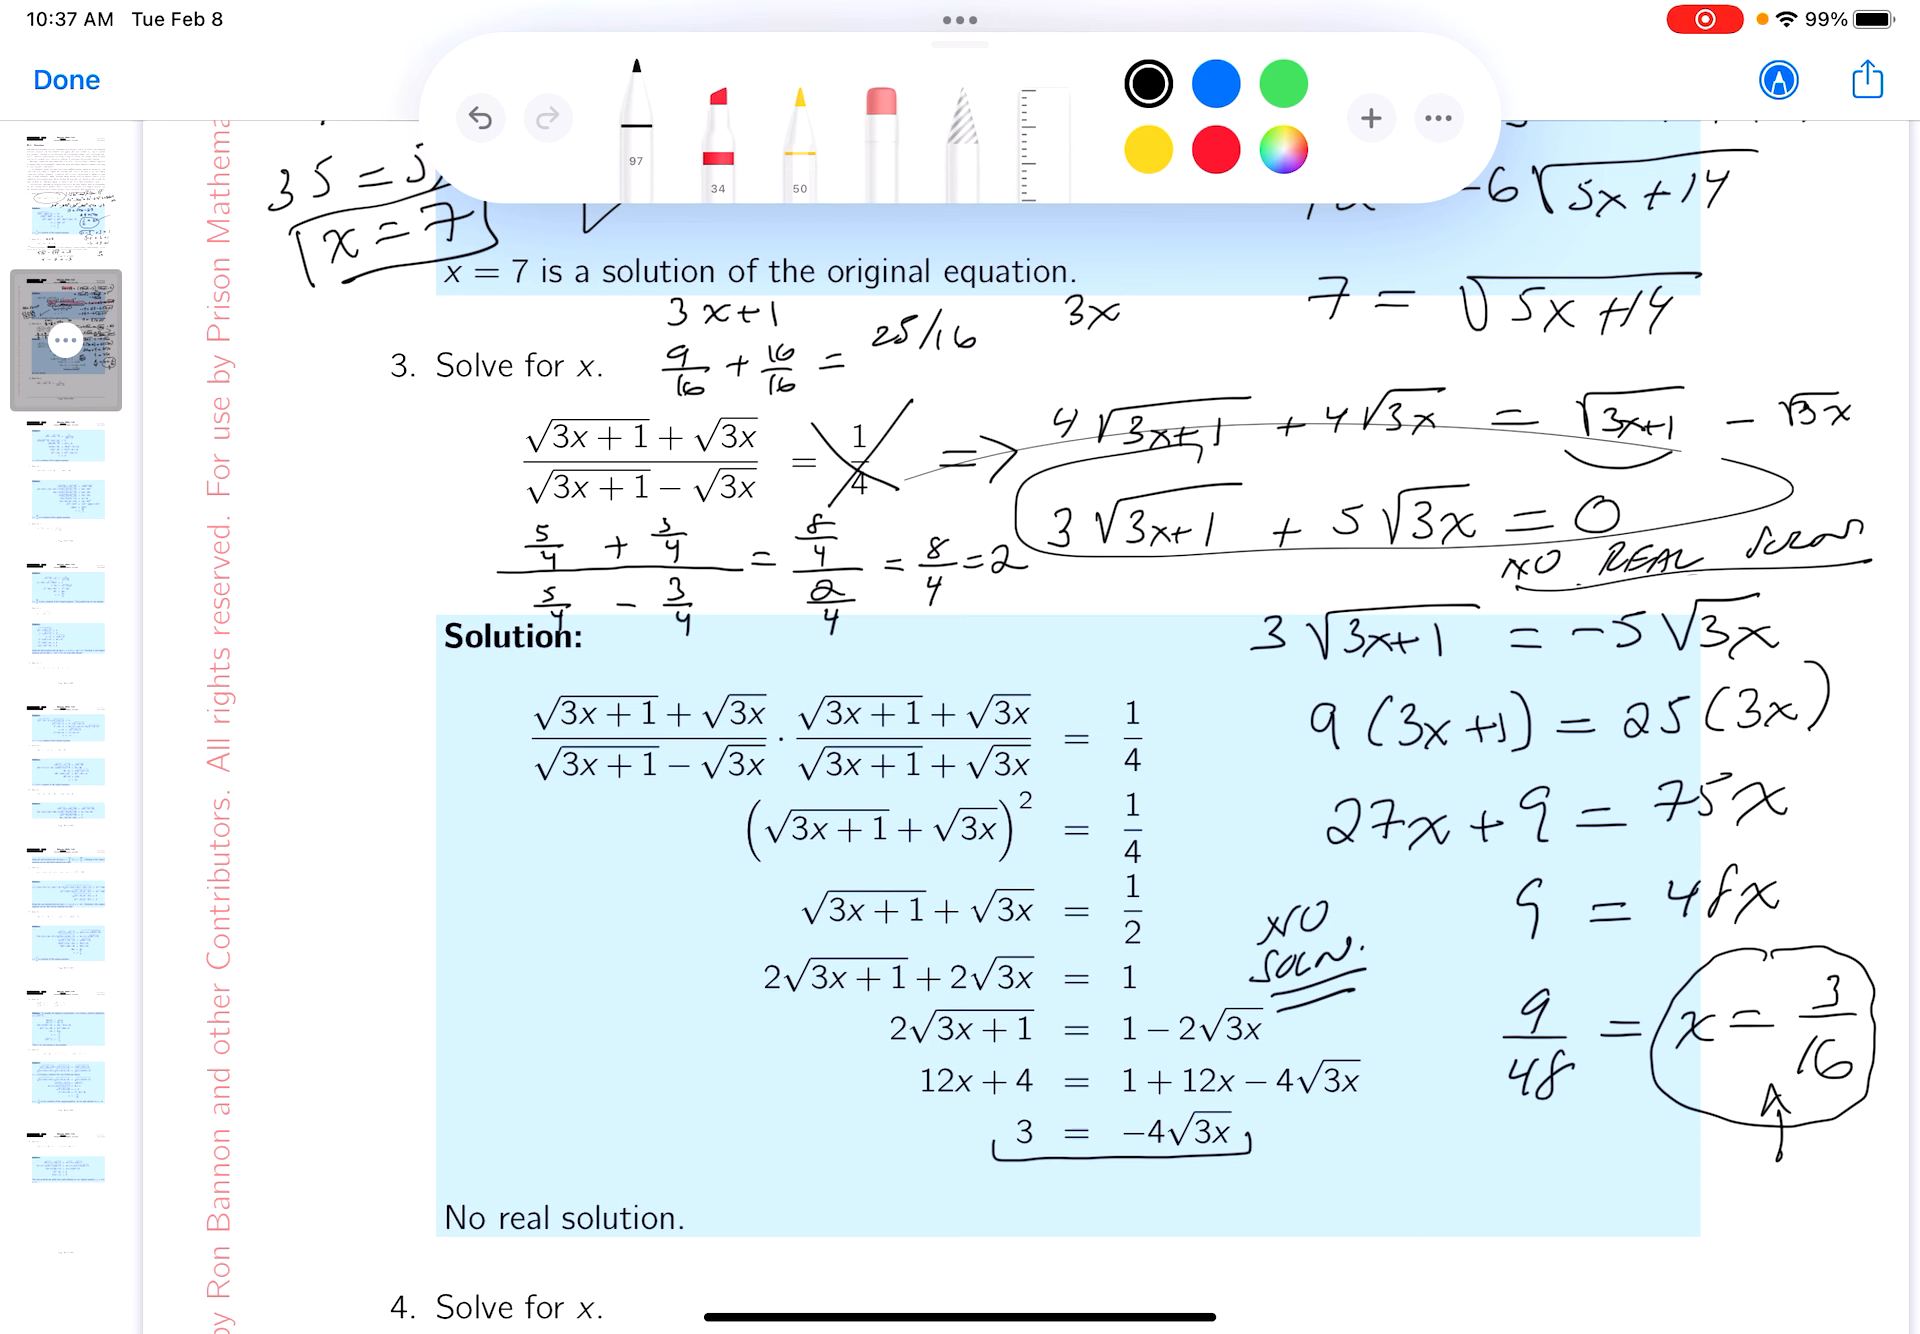 10:37 AM Tue Feb 8
99%
Done
97
34
50
by Ron Bannon and other Contributors. All rights reserved. For use by Prison Mathema
35 = 5
x = 7
-6√(5x+14)
x = 7 is a solution of the original equation.
7 = √(5x+14)
3x+1
3x
9/16 + 16/16 = 25/16
3. Solve for x.
(√(3x + 1) + √(3x))/(√(3x + 1) − √(3x)) = 1/4
=> 4√(3x+1) + 4√(3x) = √(3x+1) - √(3x)
3√(3x+1) + 5√(3x) = 0
NO REAL
(5/4 + 3/4)/(5/4 - 3/4) = (8/4)/(2/4) = 8/4 = 2
Solution:
3√(3x+1) = -5√(3x)
(√(3x + 1) + √(3x))/(√(3x + 1) − √(3x)) · (√(3x + 1) + √(3x))/(√(3x + 1) + √(3x)) = 1/4
9(3x+1) = 25(3x)
(√(3x + 1) + √(3x))² = 1/4
27x + 9 = 75x
√(3x + 1) + √(3x) = 1/2
9 = 48x
NO
SOLN.
2√(3x + 1) + 2√(3x) = 1
2√(3x + 1) = 1 − 2√(3x)
9/48 = x = 3/16
12x + 4 = 1 + 12x − 4√(3x)
3 = −4√(3x)
No real solution.
4. Solve for x.